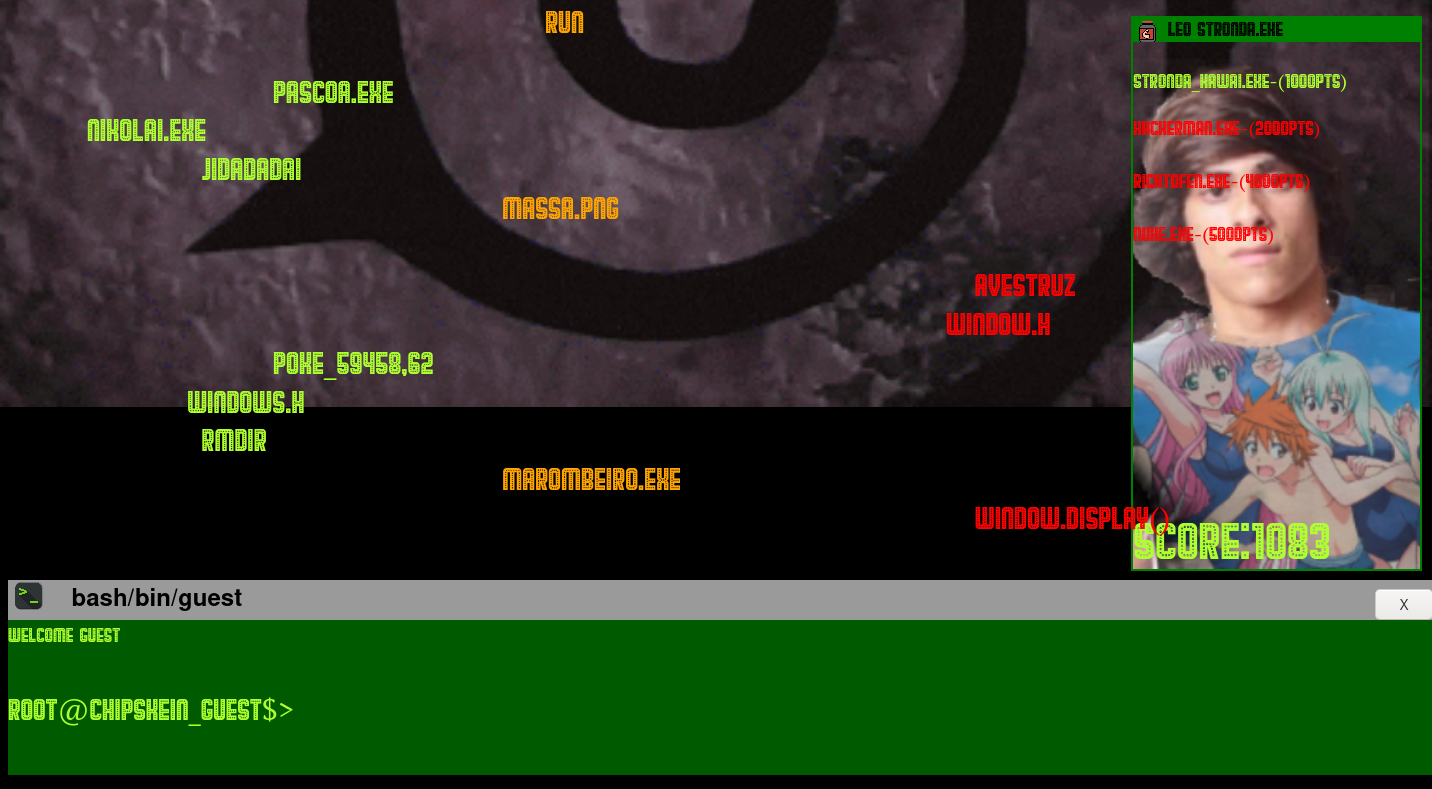 RUN
PASCOA.EXE
NIKOLAI.EXE
JIDADADAI
MASSA.PNG
AVESTRUZ
WINDOW.H
POKE_59458,62
WINDOWS.H
RMDIR
MAROMBEIRO.EXE
WINDOW.DISPLAY()
LEO STRONDA.EXE
STRONDA_KAWAI.EXE-(1000PTS)
HACKERMAN.EXE-(2000PTS)
RICHTOFEN.EXE-(4000PTS)
DUKE.EXE-(5000PTS)
SCORE:1083
bash/bin/guest
X
WELCOME GUEST
ROOT@CHIPSKEIN_GUEST$>